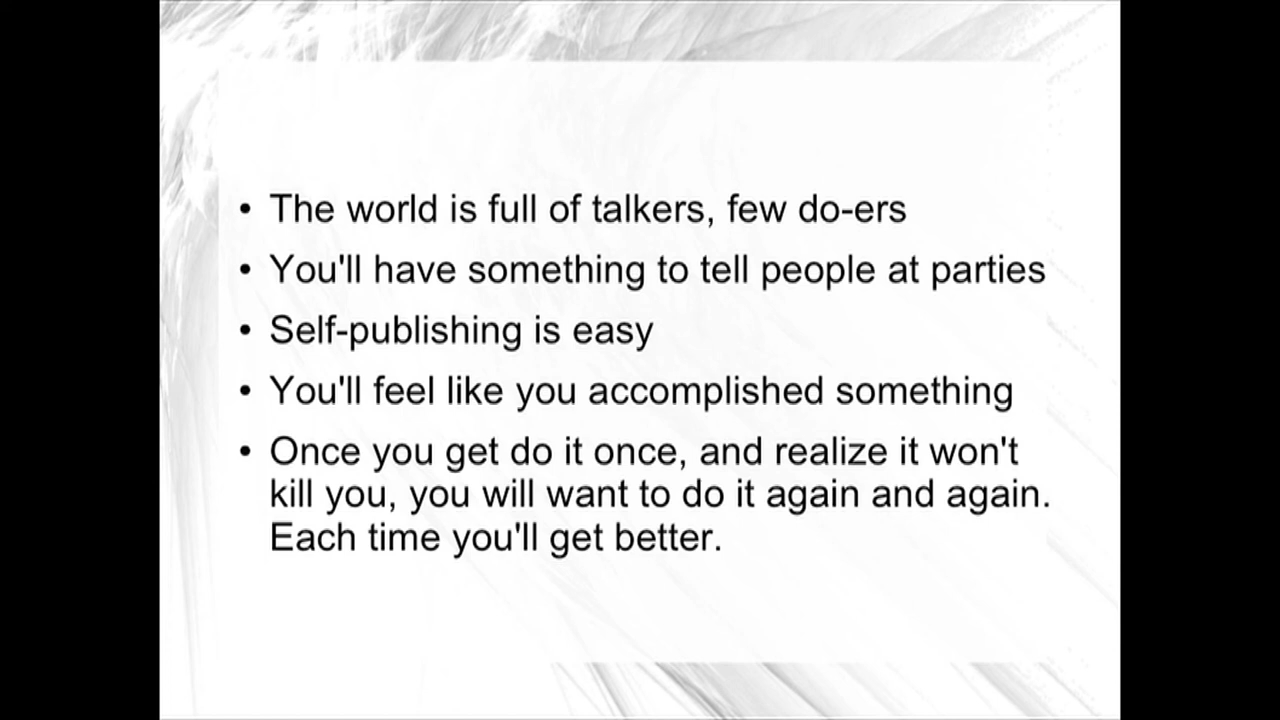 • The world is full of talkers, few do-ers
• You'll have something to tell people at parties
• Self-publishing is easy
• You'll feel like you accomplished something
• Once you get do it once, and realize it won't
kill you, you will want to do it again and again.
Each time you'll get better.